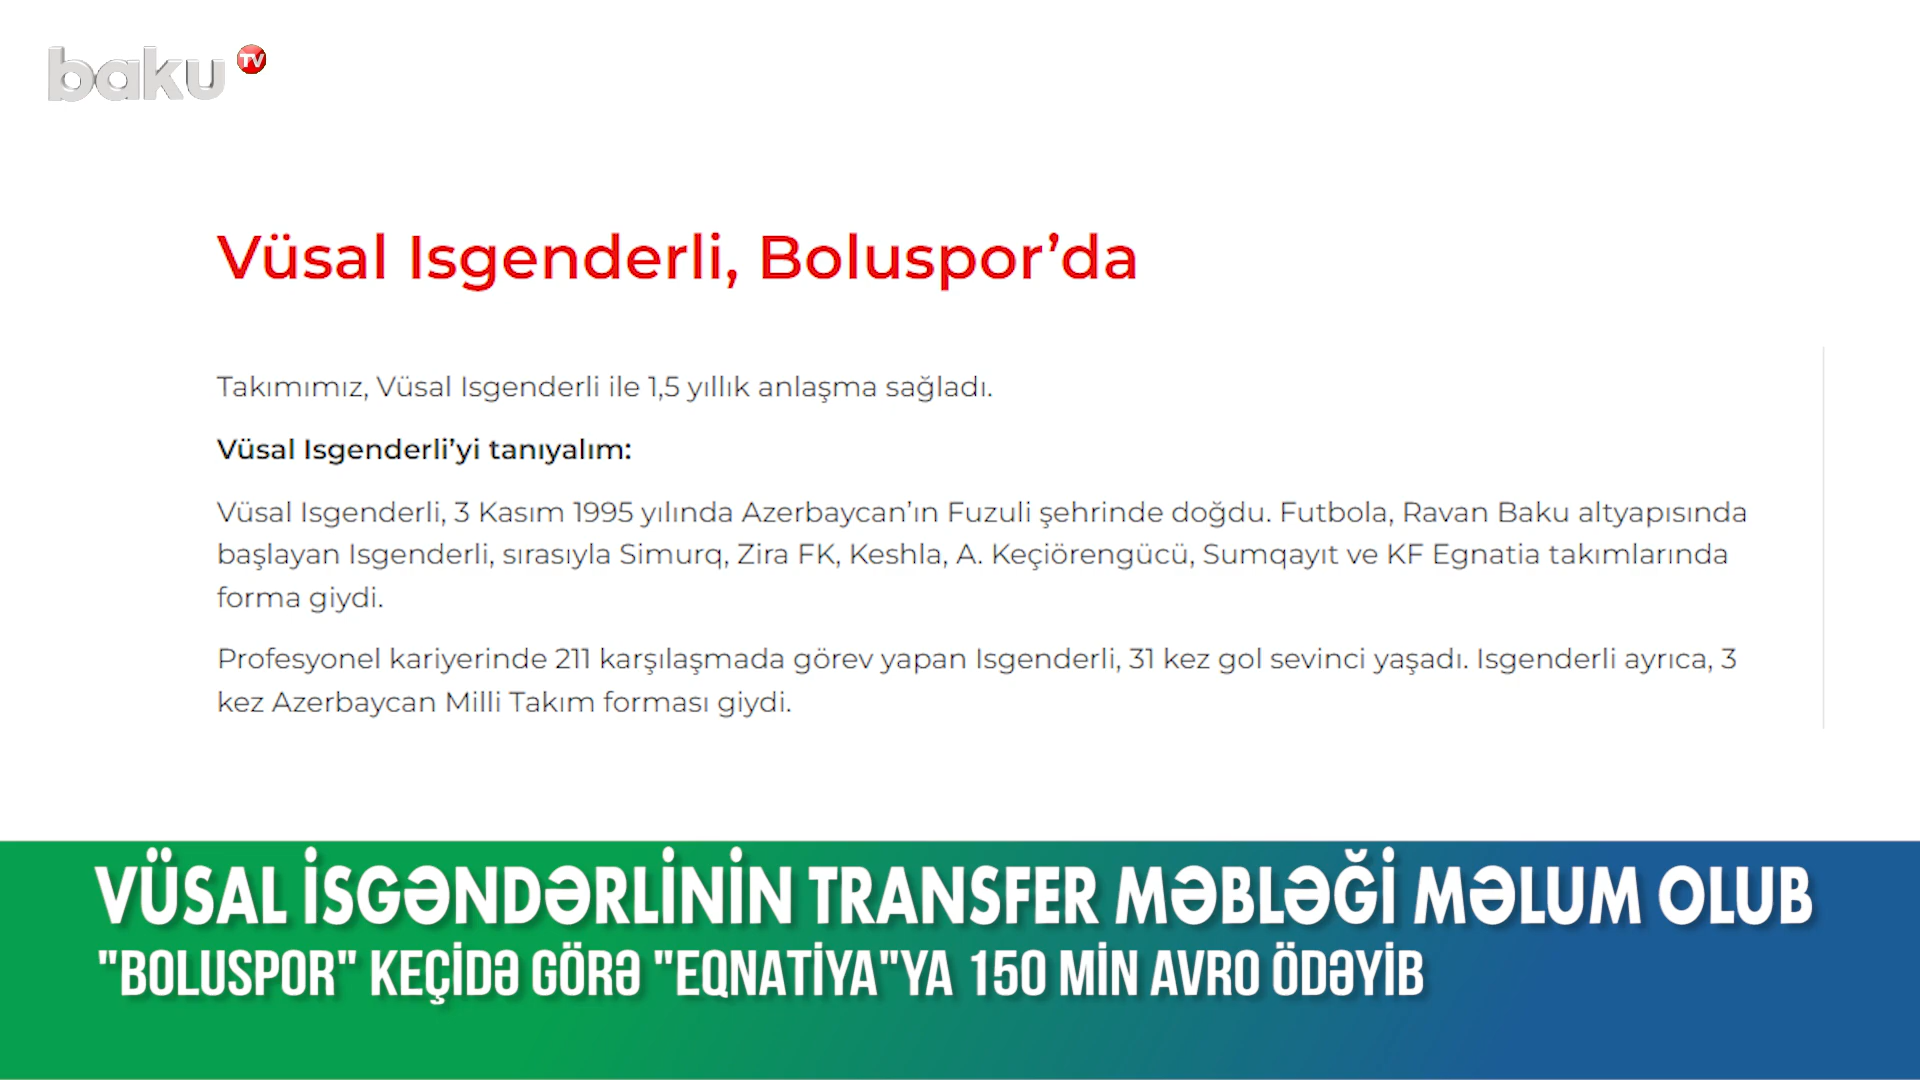 baku TV
Vüsal Isgenderli, Boluspor’da
Takımımız, Vüsal Isgenderli ile 1,5 yıllık anlaşma sağladı.
Vüsal Isgenderli’yi tanıyalım:
Vüsal Isgenderli, 3 Kasım 1995 yılında Azerbaycan’ın Fuzuli şehrinde doğdu. Futbola, Ravan Baku altyapısında
başlayan Isgenderli, sırasıyla Simurq, Zira FK, Keshla, A. Keçiörengücü, Sumqayıt ve KF Egnatia takımlarında
forma giydi.
Profesyonel kariyerinde 211 karşılaşmada görev yapan Isgenderli, 31 kez gol sevinci yaşadı. Isgenderli ayrıca, 3
kez Azerbaycan Milli Takım forması giydi.
VÜSAL İSGƏNDƏRLİNİN TRANSFER MƏBLƏĞİ MƏLUM OLUB
"BOLUSPOR" KEÇİDƏ GÖRƏ "EQNATİYA"YA 150 MİN AVRO ÖDƏYİB